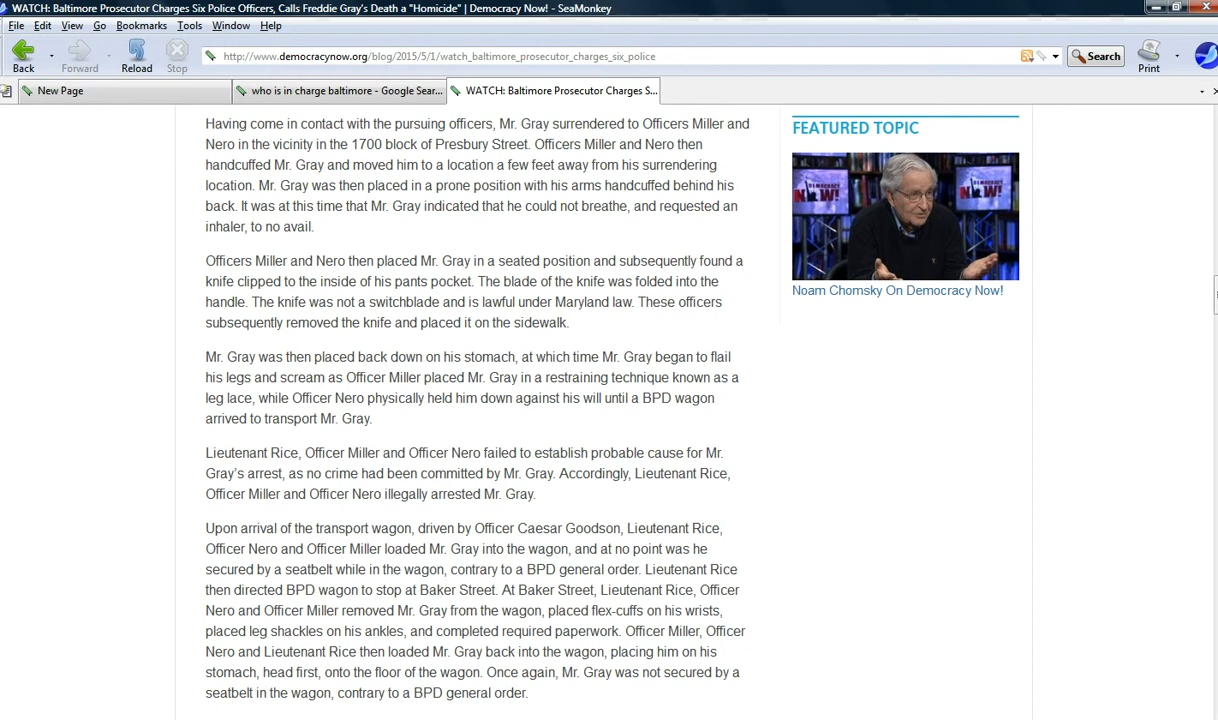 WATCH: Baltimore Prosecutor Charges Six Police Officers, Calls Freddie Gray's Death a "Homicide" | Democracy Now! - SeaMonkey
File Edit View Go Bookmarks Tools Window Help
Back Forward Reload Stop http://www.democracynow.org/blog/2015/5/1/watch_baltimore_prosecutor_charges_six_police Search Print
New Page who is in charge baltimore - Google Sear... WATCH: Baltimore Prosecutor Charges S...
Having come in contact with the pursuing officers, Mr. Gray surrendered to Officers Miller and
Nero in the vicinity in the 1700 block of Presbury Street. Officers Miller and Nero then
handcuffed Mr. Gray and moved him to a location a few feet away from his surrendering
location. Mr. Gray was then placed in a prone position with his arms handcuffed behind his
back. It was at this time that Mr. Gray indicated that he could not breathe, and requested an
inhaler, to no avail.
Officers Miller and Nero then placed Mr. Gray in a seated position and subsequently found a
knife clipped to the inside of his pants pocket. The blade of the knife was folded into the
handle. The knife was not a switchblade and is lawful under Maryland law. These officers
subsequently removed the knife and placed it on the sidewalk.
Mr. Gray was then placed back down on his stomach, at which time Mr. Gray began to flail
his legs and scream as Officer Miller placed Mr. Gray in a restraining technique known as a
leg lace, while Officer Nero physically held him down against his will until a BPD wagon
arrived to transport Mr. Gray.
Lieutenant Rice, Officer Miller and Officer Nero failed to establish probable cause for Mr.
Gray's arrest, as no crime had been committed by Mr. Gray. Accordingly, Lieutenant Rice,
Officer Miller and Officer Nero illegally arrested Mr. Gray.
Upon arrival of the transport wagon, driven by Officer Caesar Goodson, Lieutenant Rice,
Officer Nero and Officer Miller loaded Mr. Gray into the wagon, and at no point was he
secured by a seatbelt while in the wagon, contrary to a BPD general order. Lieutenant Rice
then directed BPD wagon to stop at Baker Street. At Baker Street, Lieutenant Rice, Officer
Nero and Officer Miller removed Mr. Gray from the wagon, placed flex-cuffs on his wrists,
placed leg shackles on his ankles, and completed required paperwork. Officer Miller, Officer
Nero and Lieutenant Rice then loaded Mr. Gray back into the wagon, placing him on his
stomach, head first, onto the floor of the wagon. Once again, Mr. Gray was not secured by a
seatbelt in the wagon, contrary to a BPD general order.
FEATURED TOPIC
Noam Chomsky On Democracy Now!